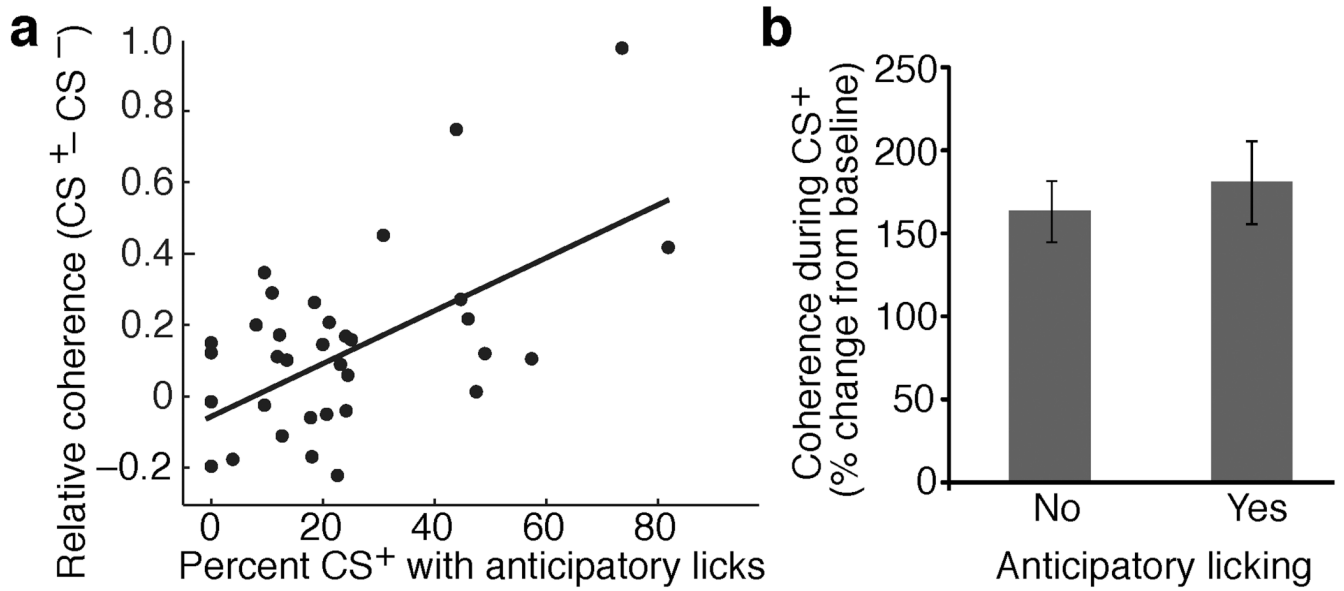 a
Relative coherence (CS⁺– CS⁻)
1.0
0.8
0.6
0.4
0.2
0
–0.2
0 20 40 60 80
Percent CS⁺ with anticipatory licks
b
Coherence during CS⁺
(% change from baseline)
250
200
150
100
50
0
No Yes
Anticipatory licking